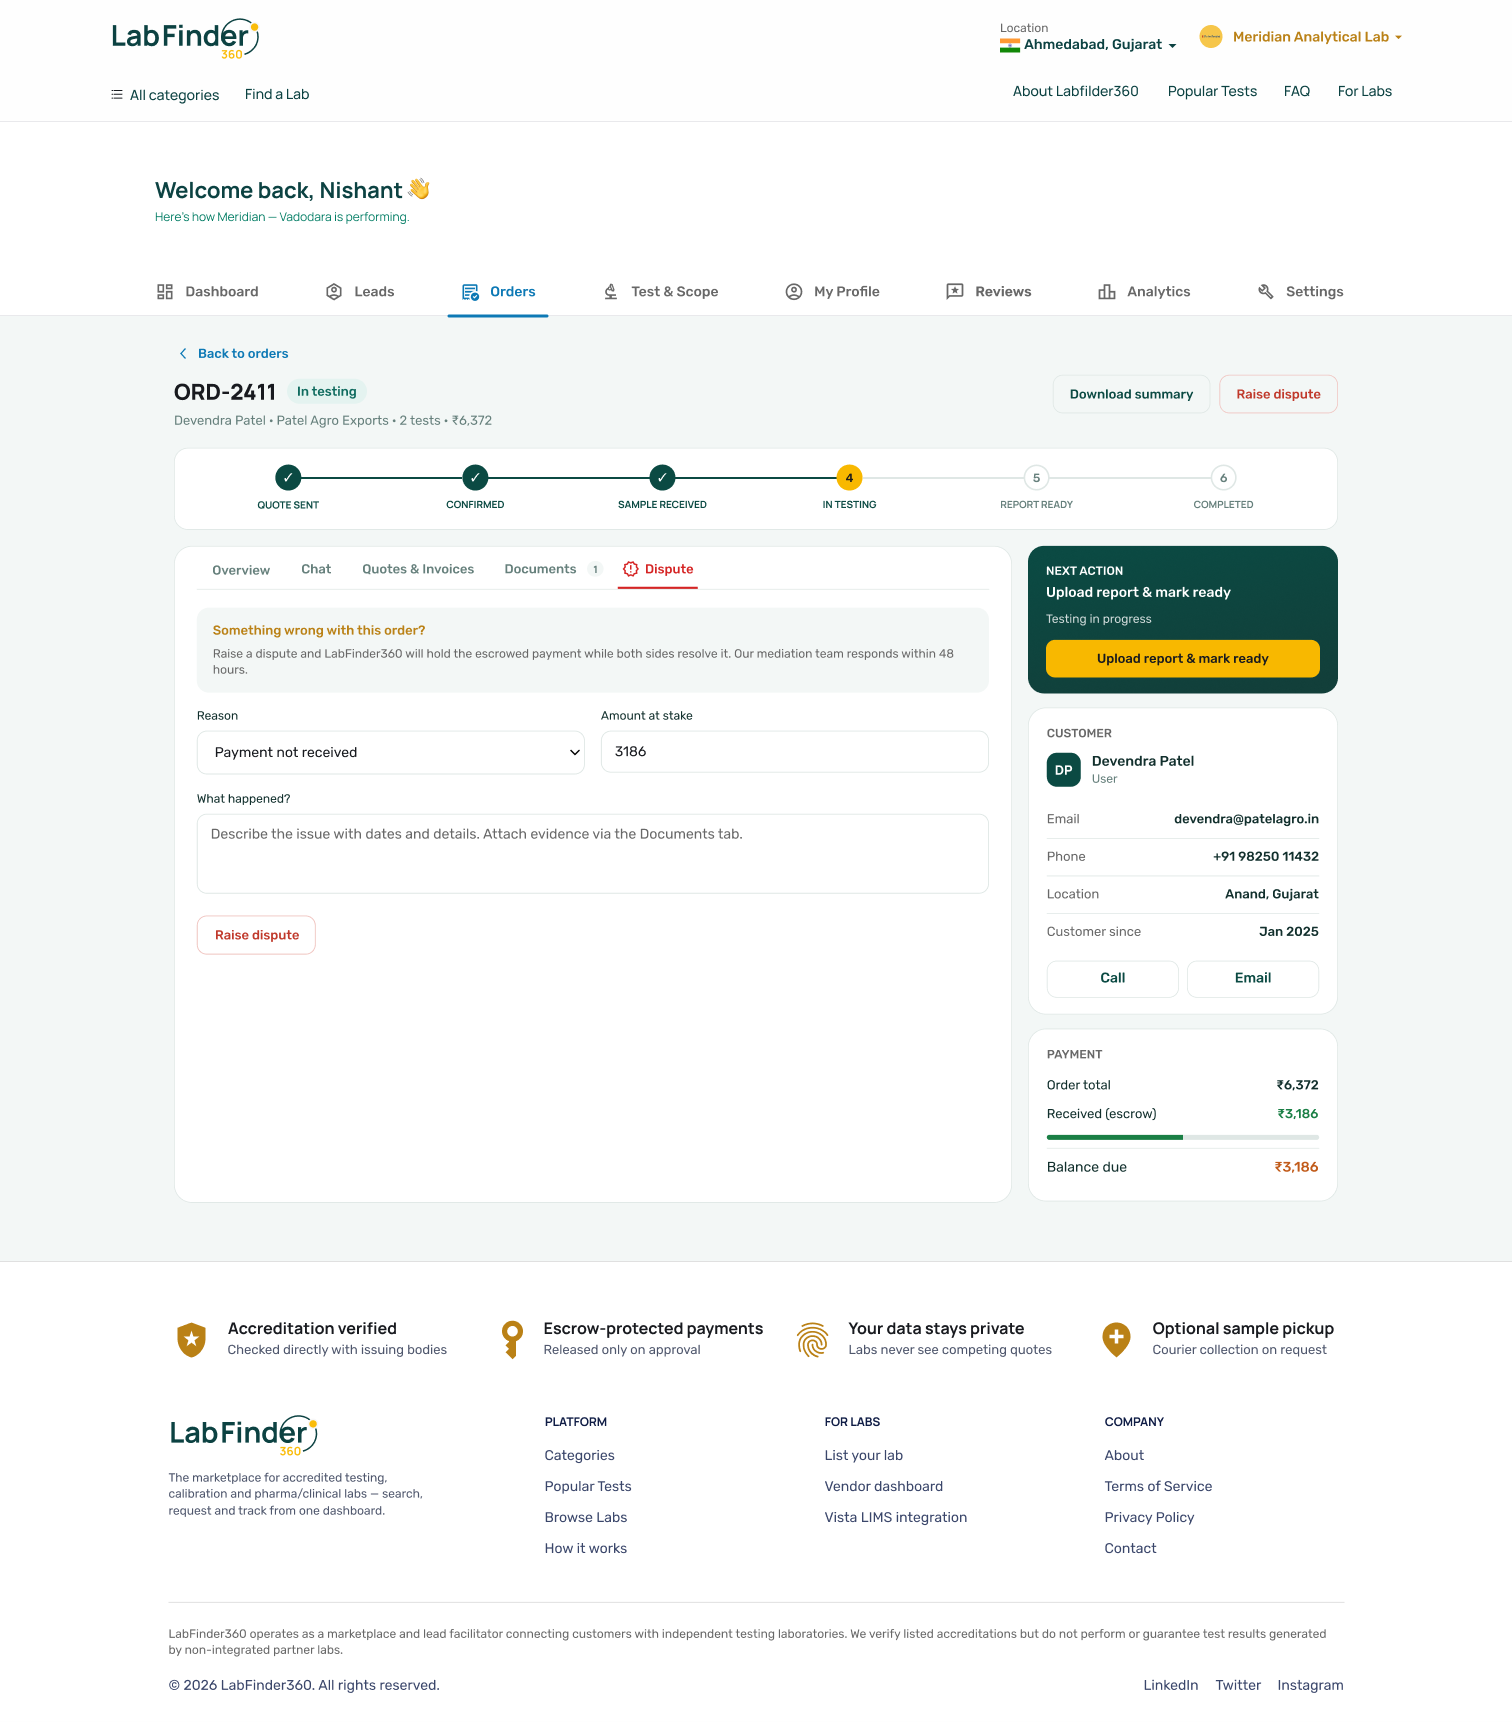 LabFinder
360
Location
Ahmedabad, Gujarat
Meridian Analytical Lab
All categories
Find a Lab
About Labfilder360
Popular Tests
FAQ
For Labs
Welcome back, Nishant 👋
Here's how Meridian — Vadodara is performing.
Dashboard
Leads
Orders
Test & Scope
My Profile
Reviews
Analytics
Settings
Back to orders
ORD-2411
In testing
Devendra Patel • Patel Agro Exports • 2 tests • ₹6,372
Download summary
Raise dispute
✓
✓
✓
4
5
6
QUOTE SENT
CONFIRMED
SAMPLE RECEIVED
IN TESTING
REPORT READY
COMPLETED
Overview
Chat
Quotes & Invoices
Documents 1
Dispute
Something wrong with this order?
Raise a dispute and LabFinder360 will hold the escrowed payment while both sides resolve it. Our mediation team responds within 48
hours.
Reason
Amount at stake
Payment not received
3186
What happened?
Describe the issue with dates and details. Attach evidence via the Documents tab.
Raise dispute
NEXT ACTION
Upload report & mark ready
Testing in progress
Upload report & mark ready
CUSTOMER
DP
Devendra Patel
User
Email
devendra@patelagro.in
Phone
+91 98250 11432
Location
Anand, Gujarat
Customer since
Jan 2025
Call
Email
PAYMENT
Order total
₹6,372
Received (escrow)
₹3,186
Balance due
₹3,186
Accreditation verified
Checked directly with issuing bodies
Escrow-protected payments
Released only on approval
Your data stays private
Labs never see competing quotes
Optional sample pickup
Courier collection on request
LabFinder
360
The marketplace for accredited testing,
calibration and pharma/clinical labs — search,
request and track from one dashboard.
PLATFORM
Categories
Popular Tests
Browse Labs
How it works
FOR LABS
List your lab
Vendor dashboard
Vista LIMS integration
COMPANY
About
Terms of Service
Privacy Policy
Contact
LabFinder360 operates as a marketplace and lead facilitator connecting customers with independent testing laboratories. We verify listed accreditations but do not perform or guarantee test results generated
by non-integrated partner labs.
© 2026 LabFinder360. All rights reserved.
LinkedIn
Twitter
Instagram